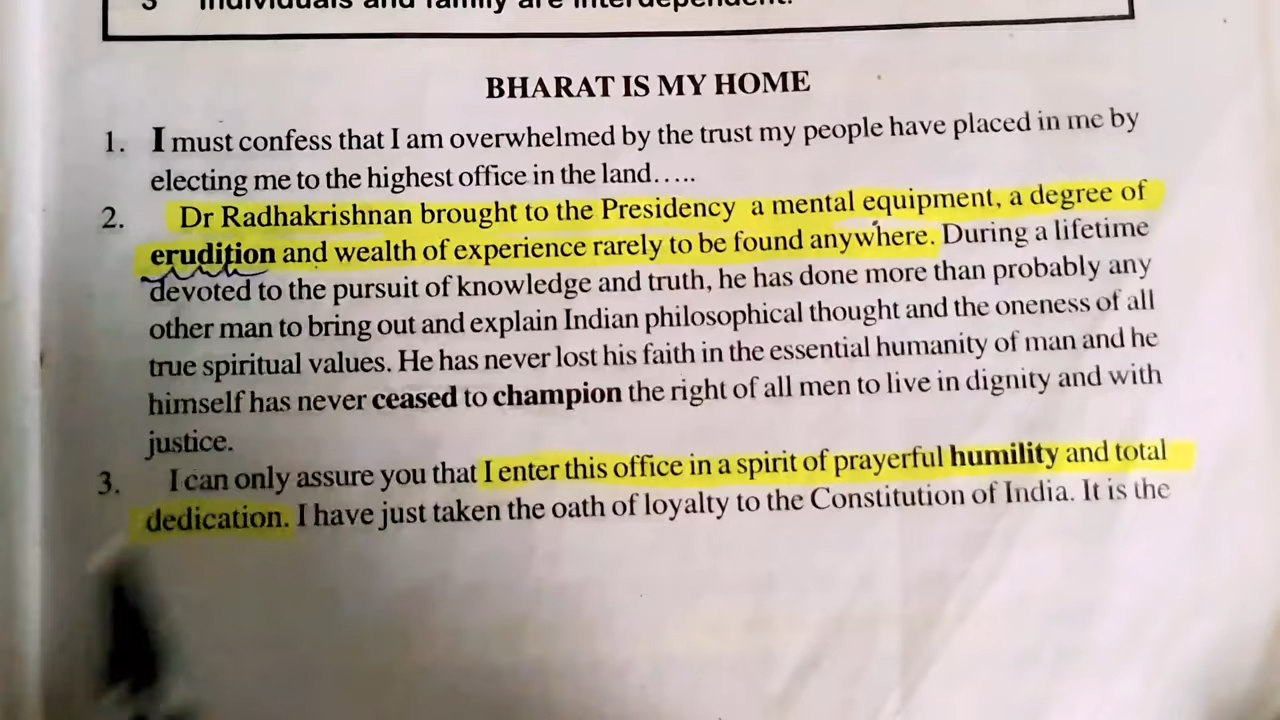 3 Individuals and family are interdependent.
BHARAT IS MY HOME
1. I must confess that I am overwhelmed by the trust my people have placed in me by
electing me to the highest office in the land.....
2. Dr Radhakrishnan brought to the Presidency a mental equipment, a degree of
erudition and wealth of experience rarely to be found anywhere. During a lifetime
devoted to the pursuit of knowledge and truth, he has done more than probably any
other man to bring out and explain Indian philosophical thought and the oneness of all
true spiritual values. He has never lost his faith in the essential humanity of man and he
himself has never ceased to champion the right of all men to live in dignity and with
justice.
3. I can only assure you that I enter this office in a spirit of prayerful humility and total
dedication. I have just taken the oath of loyalty to the Constitution of India. It is the